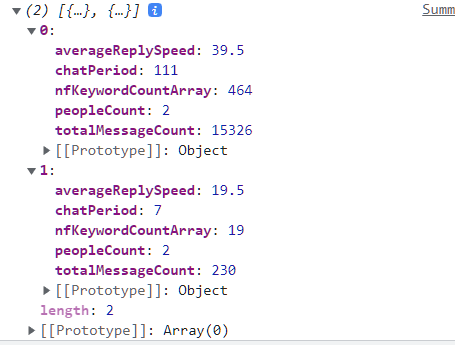 ▼(2) [{…}, {…}] i Summ
▼0:
averageReplySpeed: 39.5
chatPeriod: 111
nfKeywordCountArray: 464
peopleCount: 2
totalMessageCount: 15326
▶[[Prototype]]: Object
▼1:
averageReplySpeed: 19.5
chatPeriod: 7
nfKeywordCountArray: 19
peopleCount: 2
totalMessageCount: 230
▶[[Prototype]]: Object
length: 2
▶[[Prototype]]: Array(0)